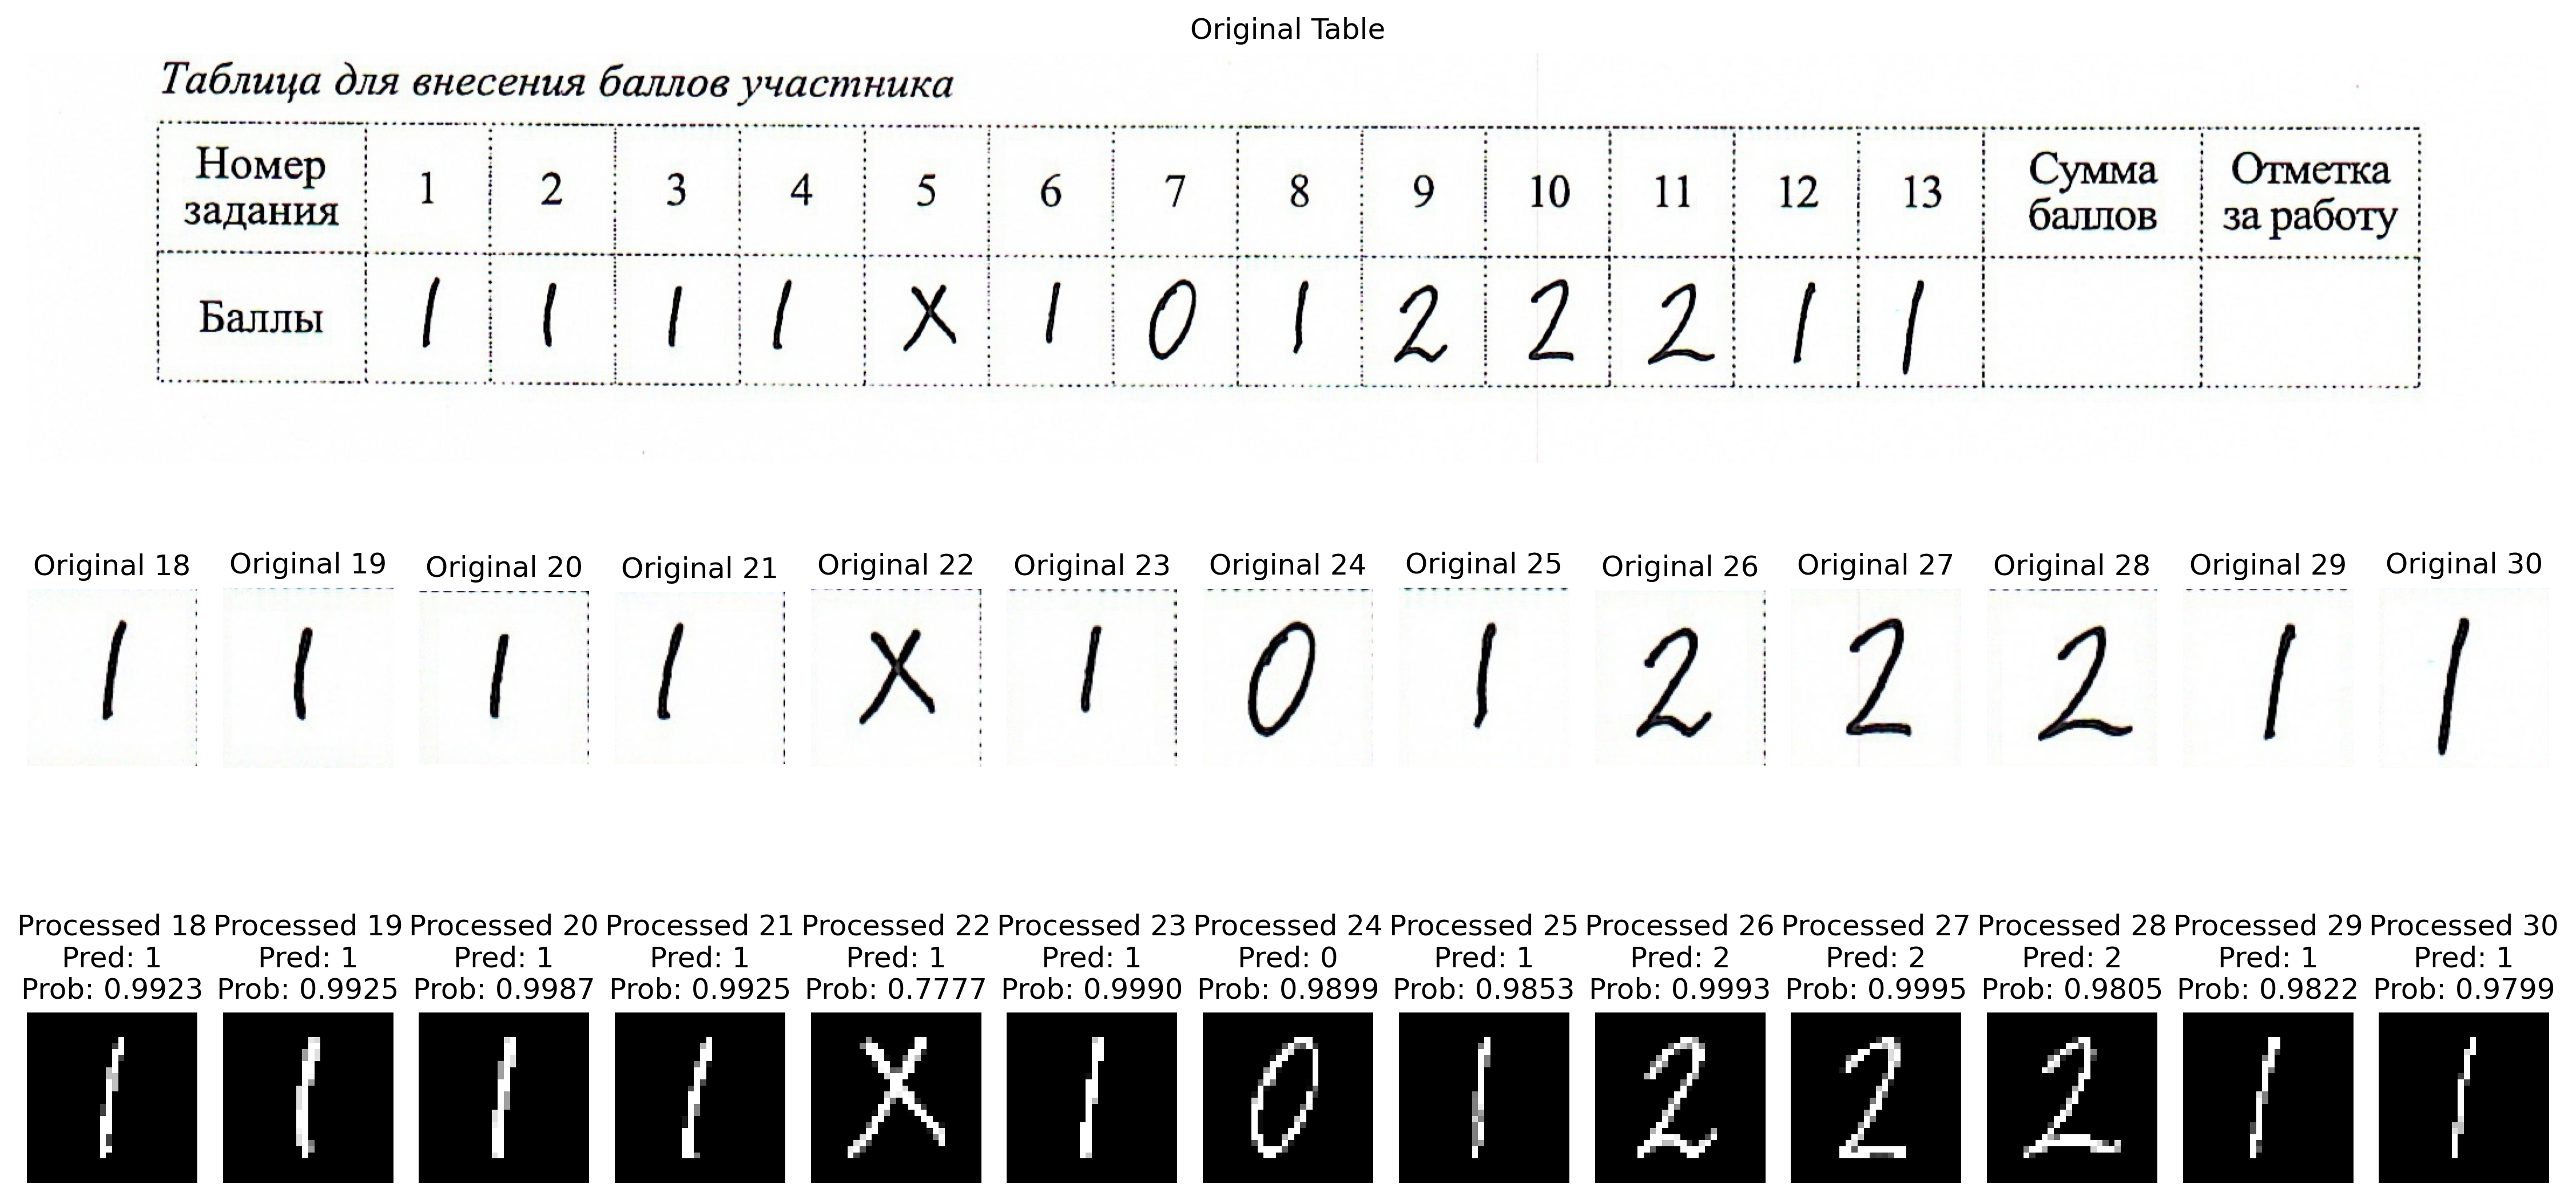 Original Table
Таблица для внесения баллов участника
Номер задания 1 2 3 4 5 6 7 8 9 10 11 12 13 Сумма баллов Отметка за работу
Баллы 1 1 1 1 X 1 0 1 2 2 2 1 1
Original 18 Original 19 Original 20 Original 21 Original 22 Original 23 Original 24 Original 25 Original 26 Original 27 Original 28 Original 29 Original 30
1 1 1 1 X 1 0 1 2 2 2 1 1
Processed 18 Processed 19 Processed 20 Processed 21 Processed 22 Processed 23 Processed 24 Processed 25 Processed 26 Processed 27 Processed 28 Processed 29 Processed 30
Pred: 1 Pred: 1 Pred: 1 Pred: 1 Pred: 1 Pred: 1 Pred: 0 Pred: 1 Pred: 2 Pred: 2 Pred: 2 Pred: 1 Pred: 1
Prob: 0.9923 Prob: 0.9925 Prob: 0.9987 Prob: 0.9925 Prob: 0.7777 Prob: 0.9990 Prob: 0.9899 Prob: 0.9853 Prob: 0.9993 Prob: 0.9995 Prob: 0.9805 Prob: 0.9822 Prob: 0.9799
1 1 1 1 X 1 0 1 2 2 2 1 1